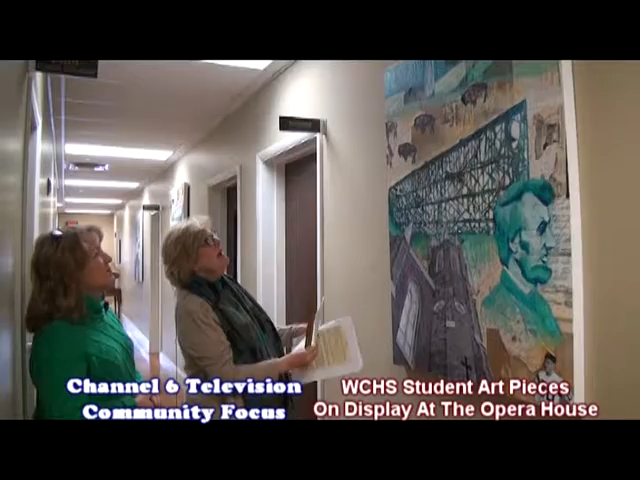 Channel 6 Television
Community Focus
WCHS Student Art Pieces
On Display At The Opera House